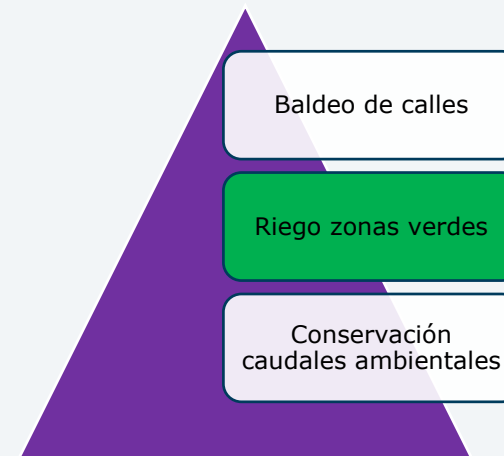 Baldeo de calles
Riego zonas verdes
Conservación
caudales ambientales